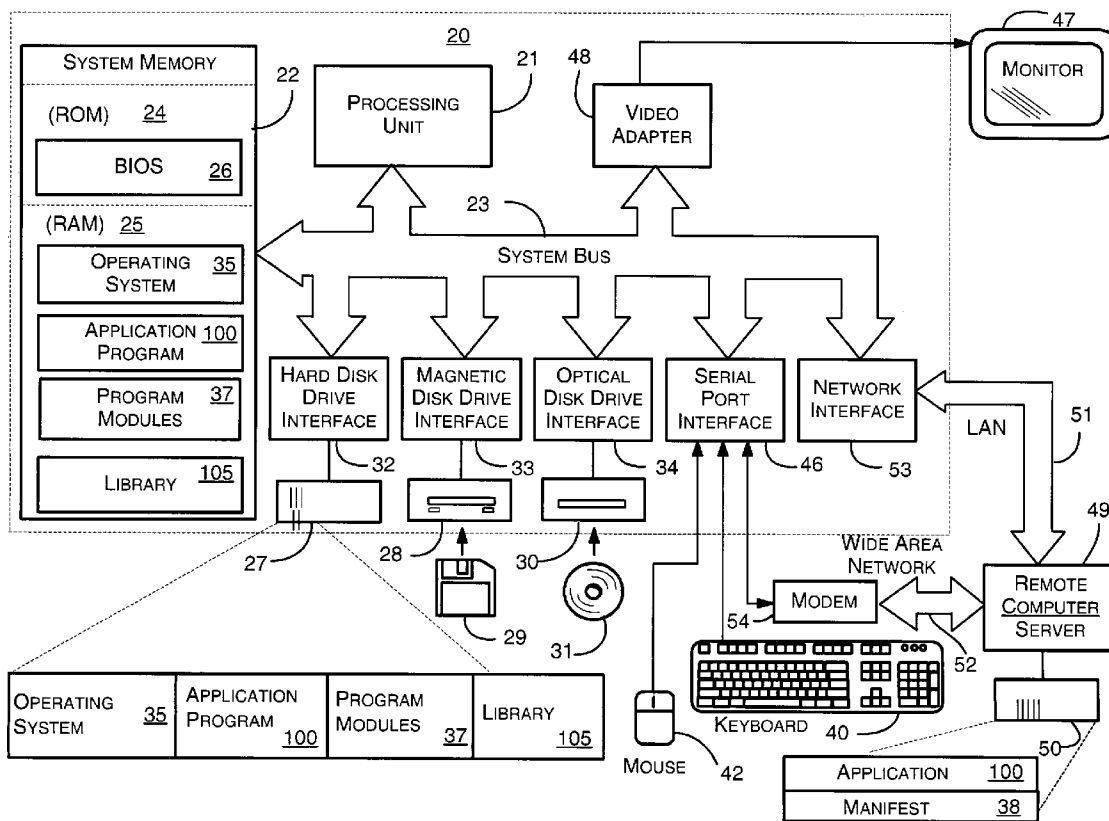 20
SYSTEM MEMORY
22
(ROM) 24
BIOS
26
(RAM) 25
OPERATING
SYSTEM
35
APPLICATION
PROGRAM
100
PROGRAM
MODULES
37
LIBRARY
105
PROCESSING
UNIT
21
48
VIDEO
ADAPTER
47
MONITOR
23
SYSTEM BUS
HARD DISK
DRIVE
INTERFACE
32
MAGNETIC
DISK DRIVE
INTERFACE
33
OPTICAL
DISK DRIVE
INTERFACE
34
SERIAL
PORT
INTERFACE
46
NETWORK
INTERFACE
53
LAN
51
27
28
30
29
31
WIDE AREA
NETWORK
49
MODEM
54
52
REMOTE
COMPUTER
SERVER
KEYBOARD
40
MOUSE
42
50
OPERATING
SYSTEM
35
APPLICATION
PROGRAM
100
PROGRAM
MODULES
37
LIBRARY
105
APPLICATION 100
MANIFEST 38